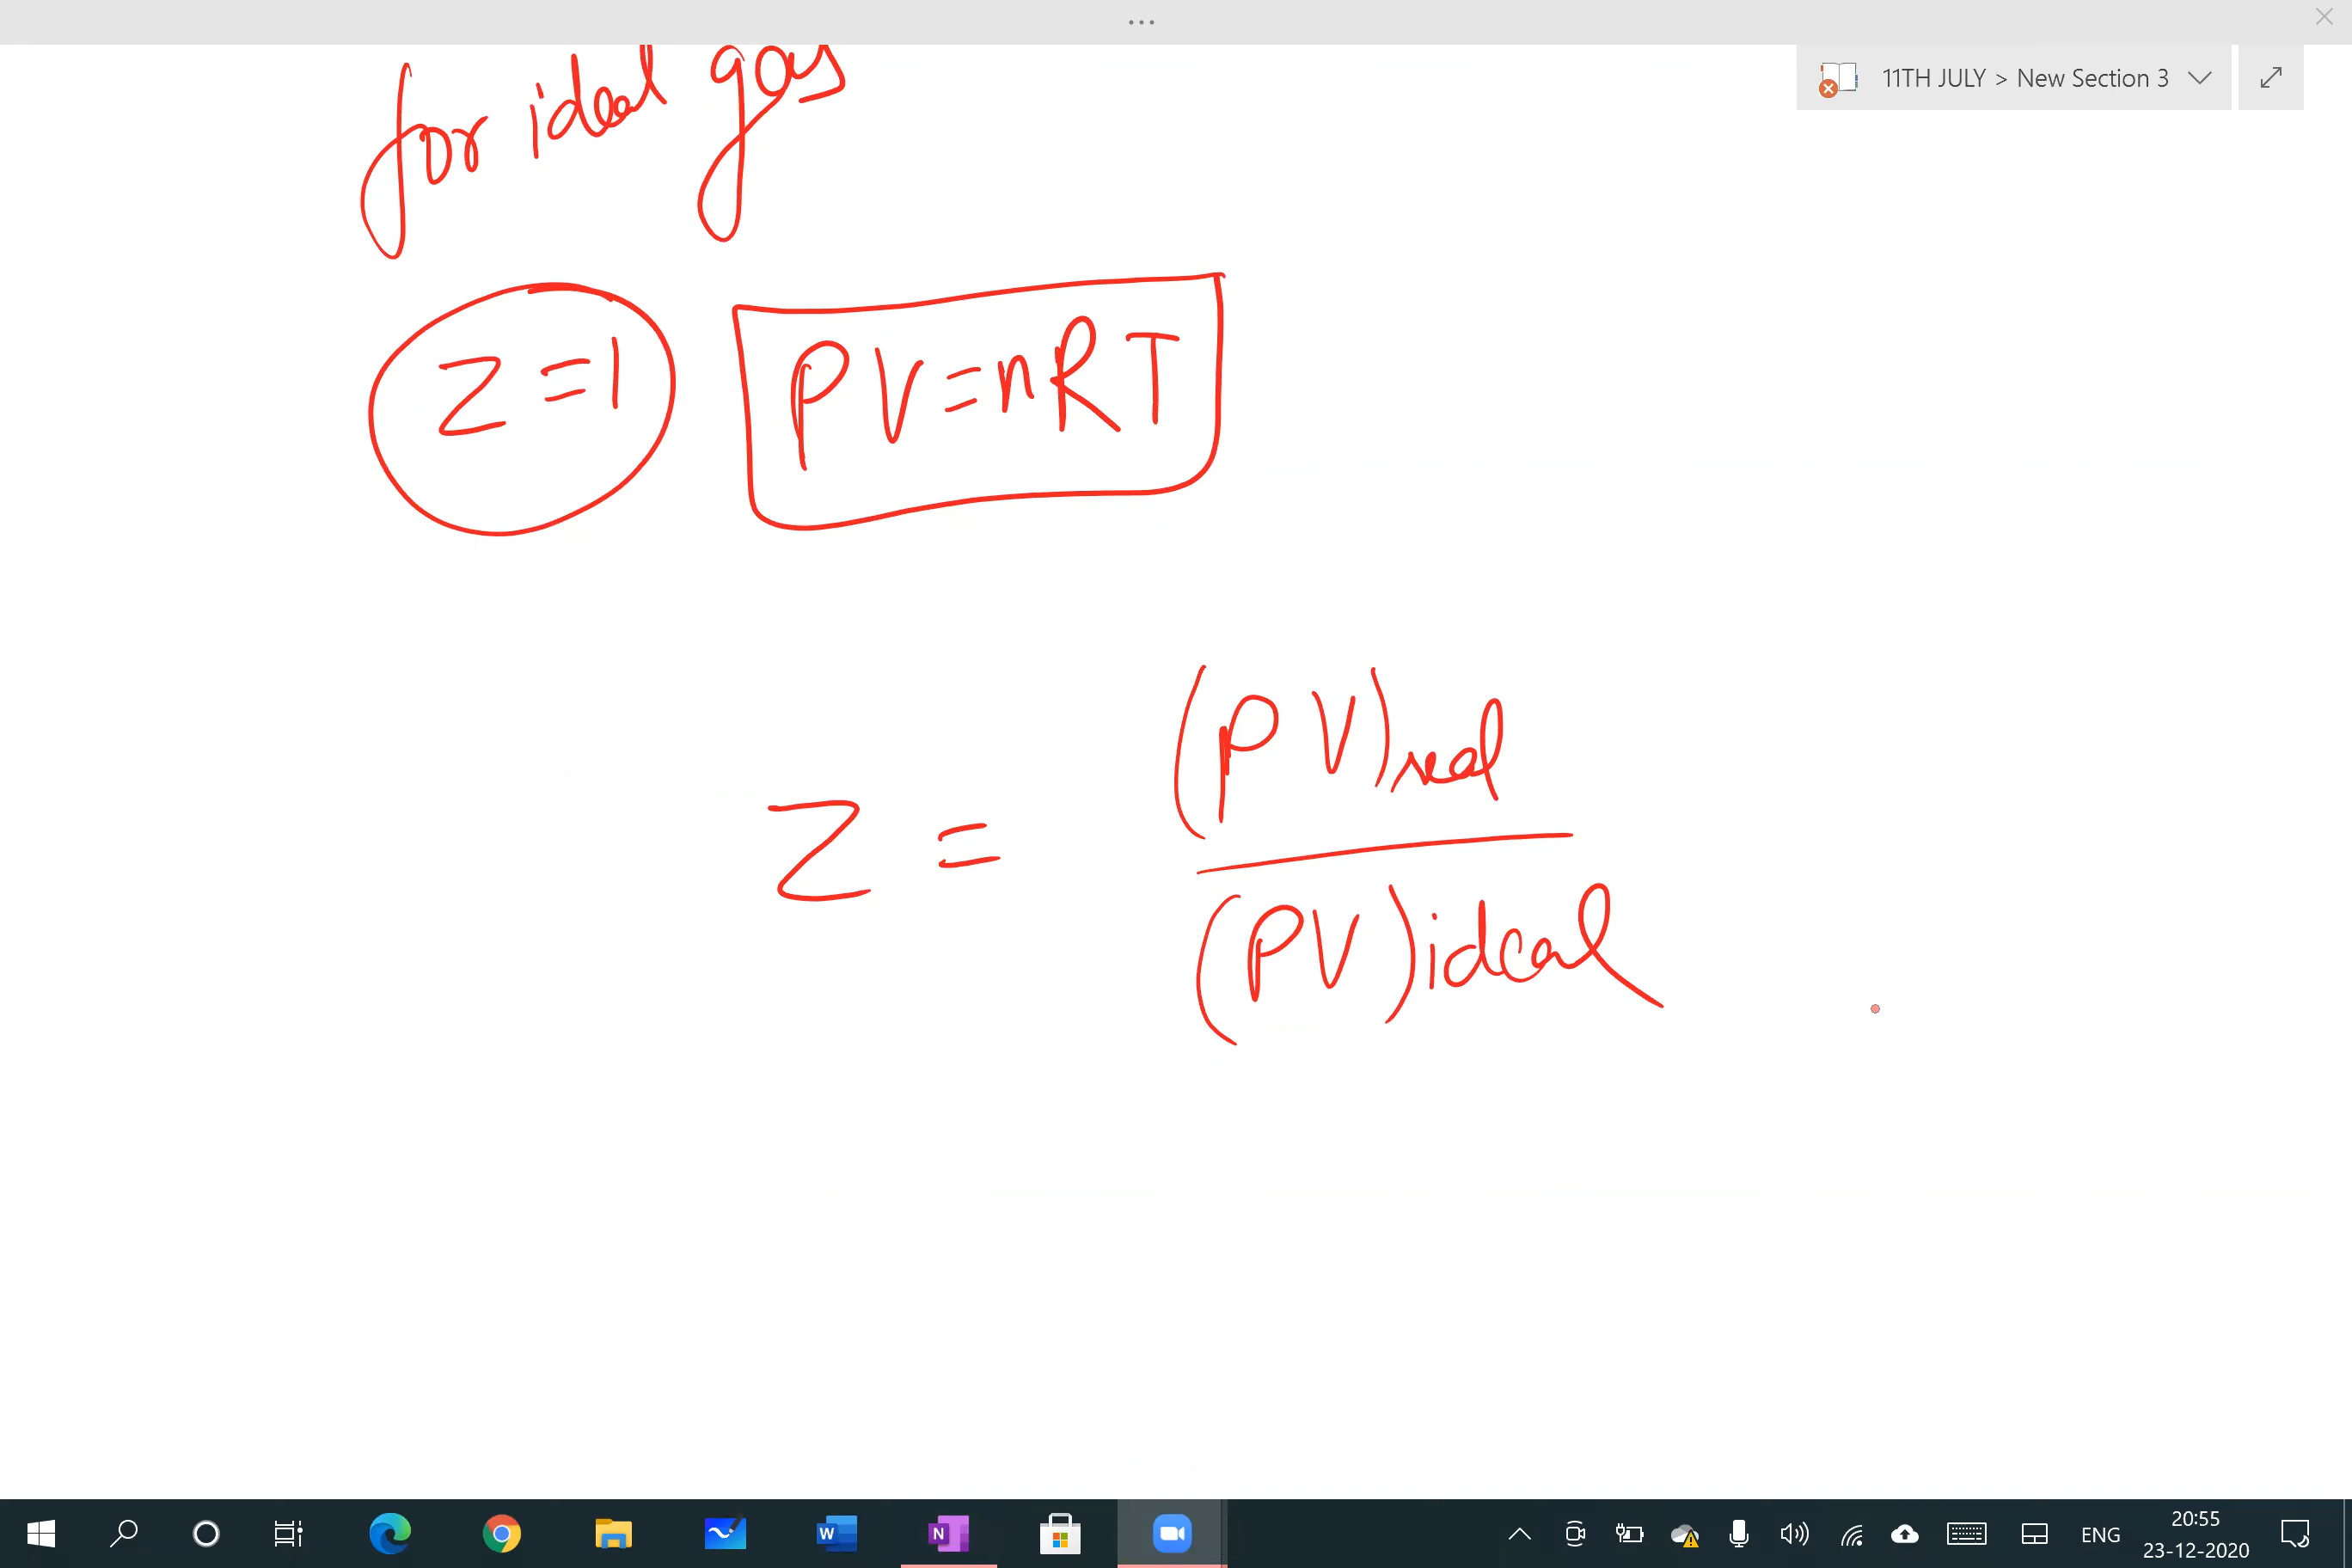 ...
11TH JULY > New Section 3
for ideal gas
Z = 1
PV = nRT
Z = (PV)real / (PV)ideal
ENG
20:55
23-12-2020